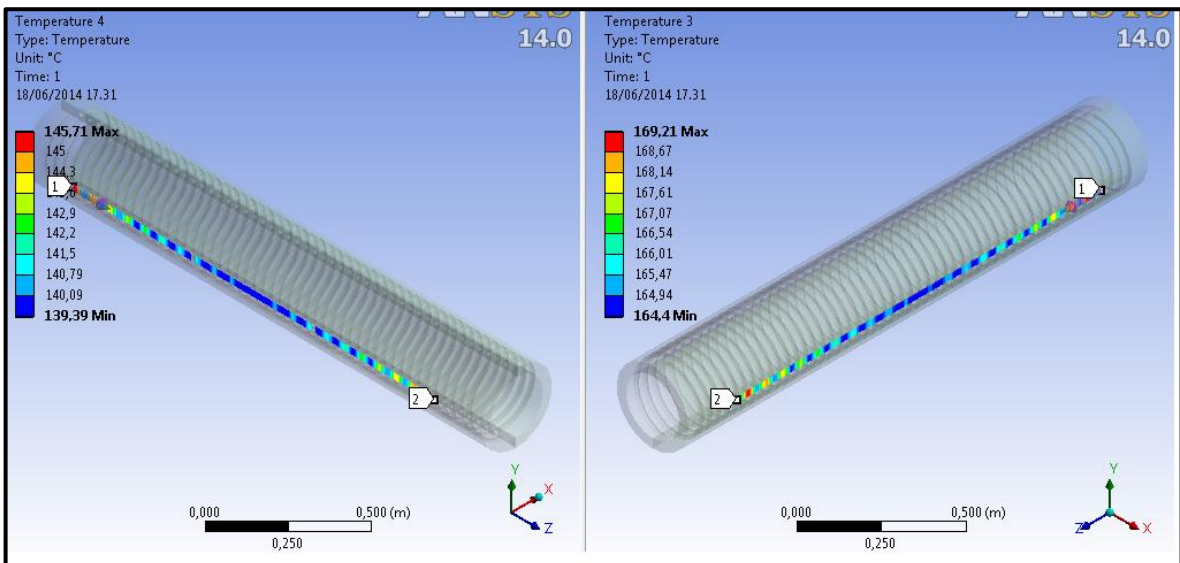 ANSYS
14.0
Temperature 4
Type: Temperature
Unit: °C
Time: 1
18/06/2014 17.31
145,71 Max
145
144,3
142,9
142,2
141,5
140,79
140,09
139,39 Min
1
2
0,000
0,500 (m)
0,250
Y
X
Z
ANSYS
14.0
Temperature 3
Type: Temperature
Unit: °C
Time: 1
18/06/2014 17.31
169,21 Max
168,67
168,14
167,61
167,07
166,54
166,01
165,47
164,94
164,4 Min
1
2
0,000
0,500 (m)
0,250
Y
Z
X